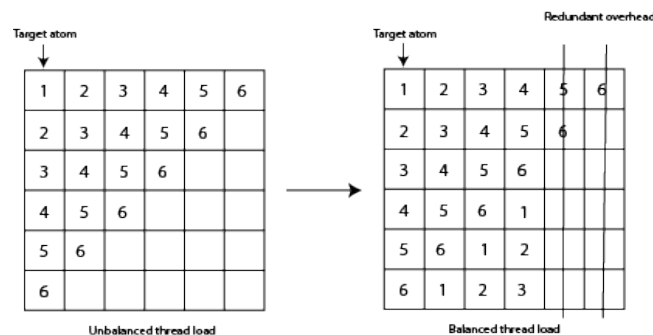 Redundant overhead
Target atom
Target atom
1 2 3 4 5 6
2 3 4 5 6
3 4 5 6
4 5 6
5 6
6
1 2 3 4 5 6
2 3 4 5 6
3 4 5 6
4 5 6 1
5 6 1 2
6 1 2 3
Unbalanced thread load
Balanced thread load